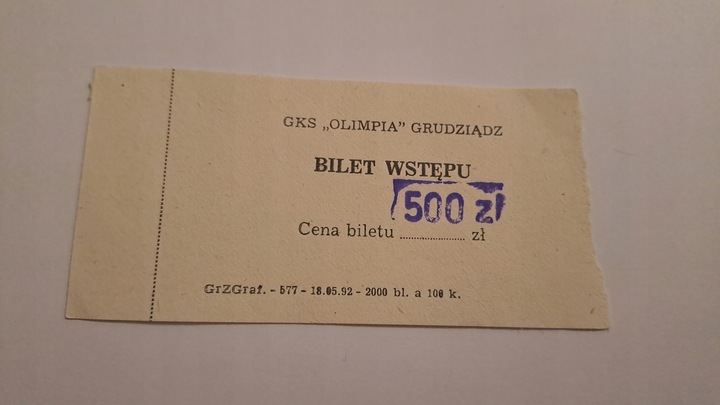 GKS „OLIMPIA" GRUDZIĄDZ
BILET WSTĘPU
500 zł
Cena biletu .......................... zł
GrZGraf. - 577 - 18.05.92 - 2000 bl. a 100 k.